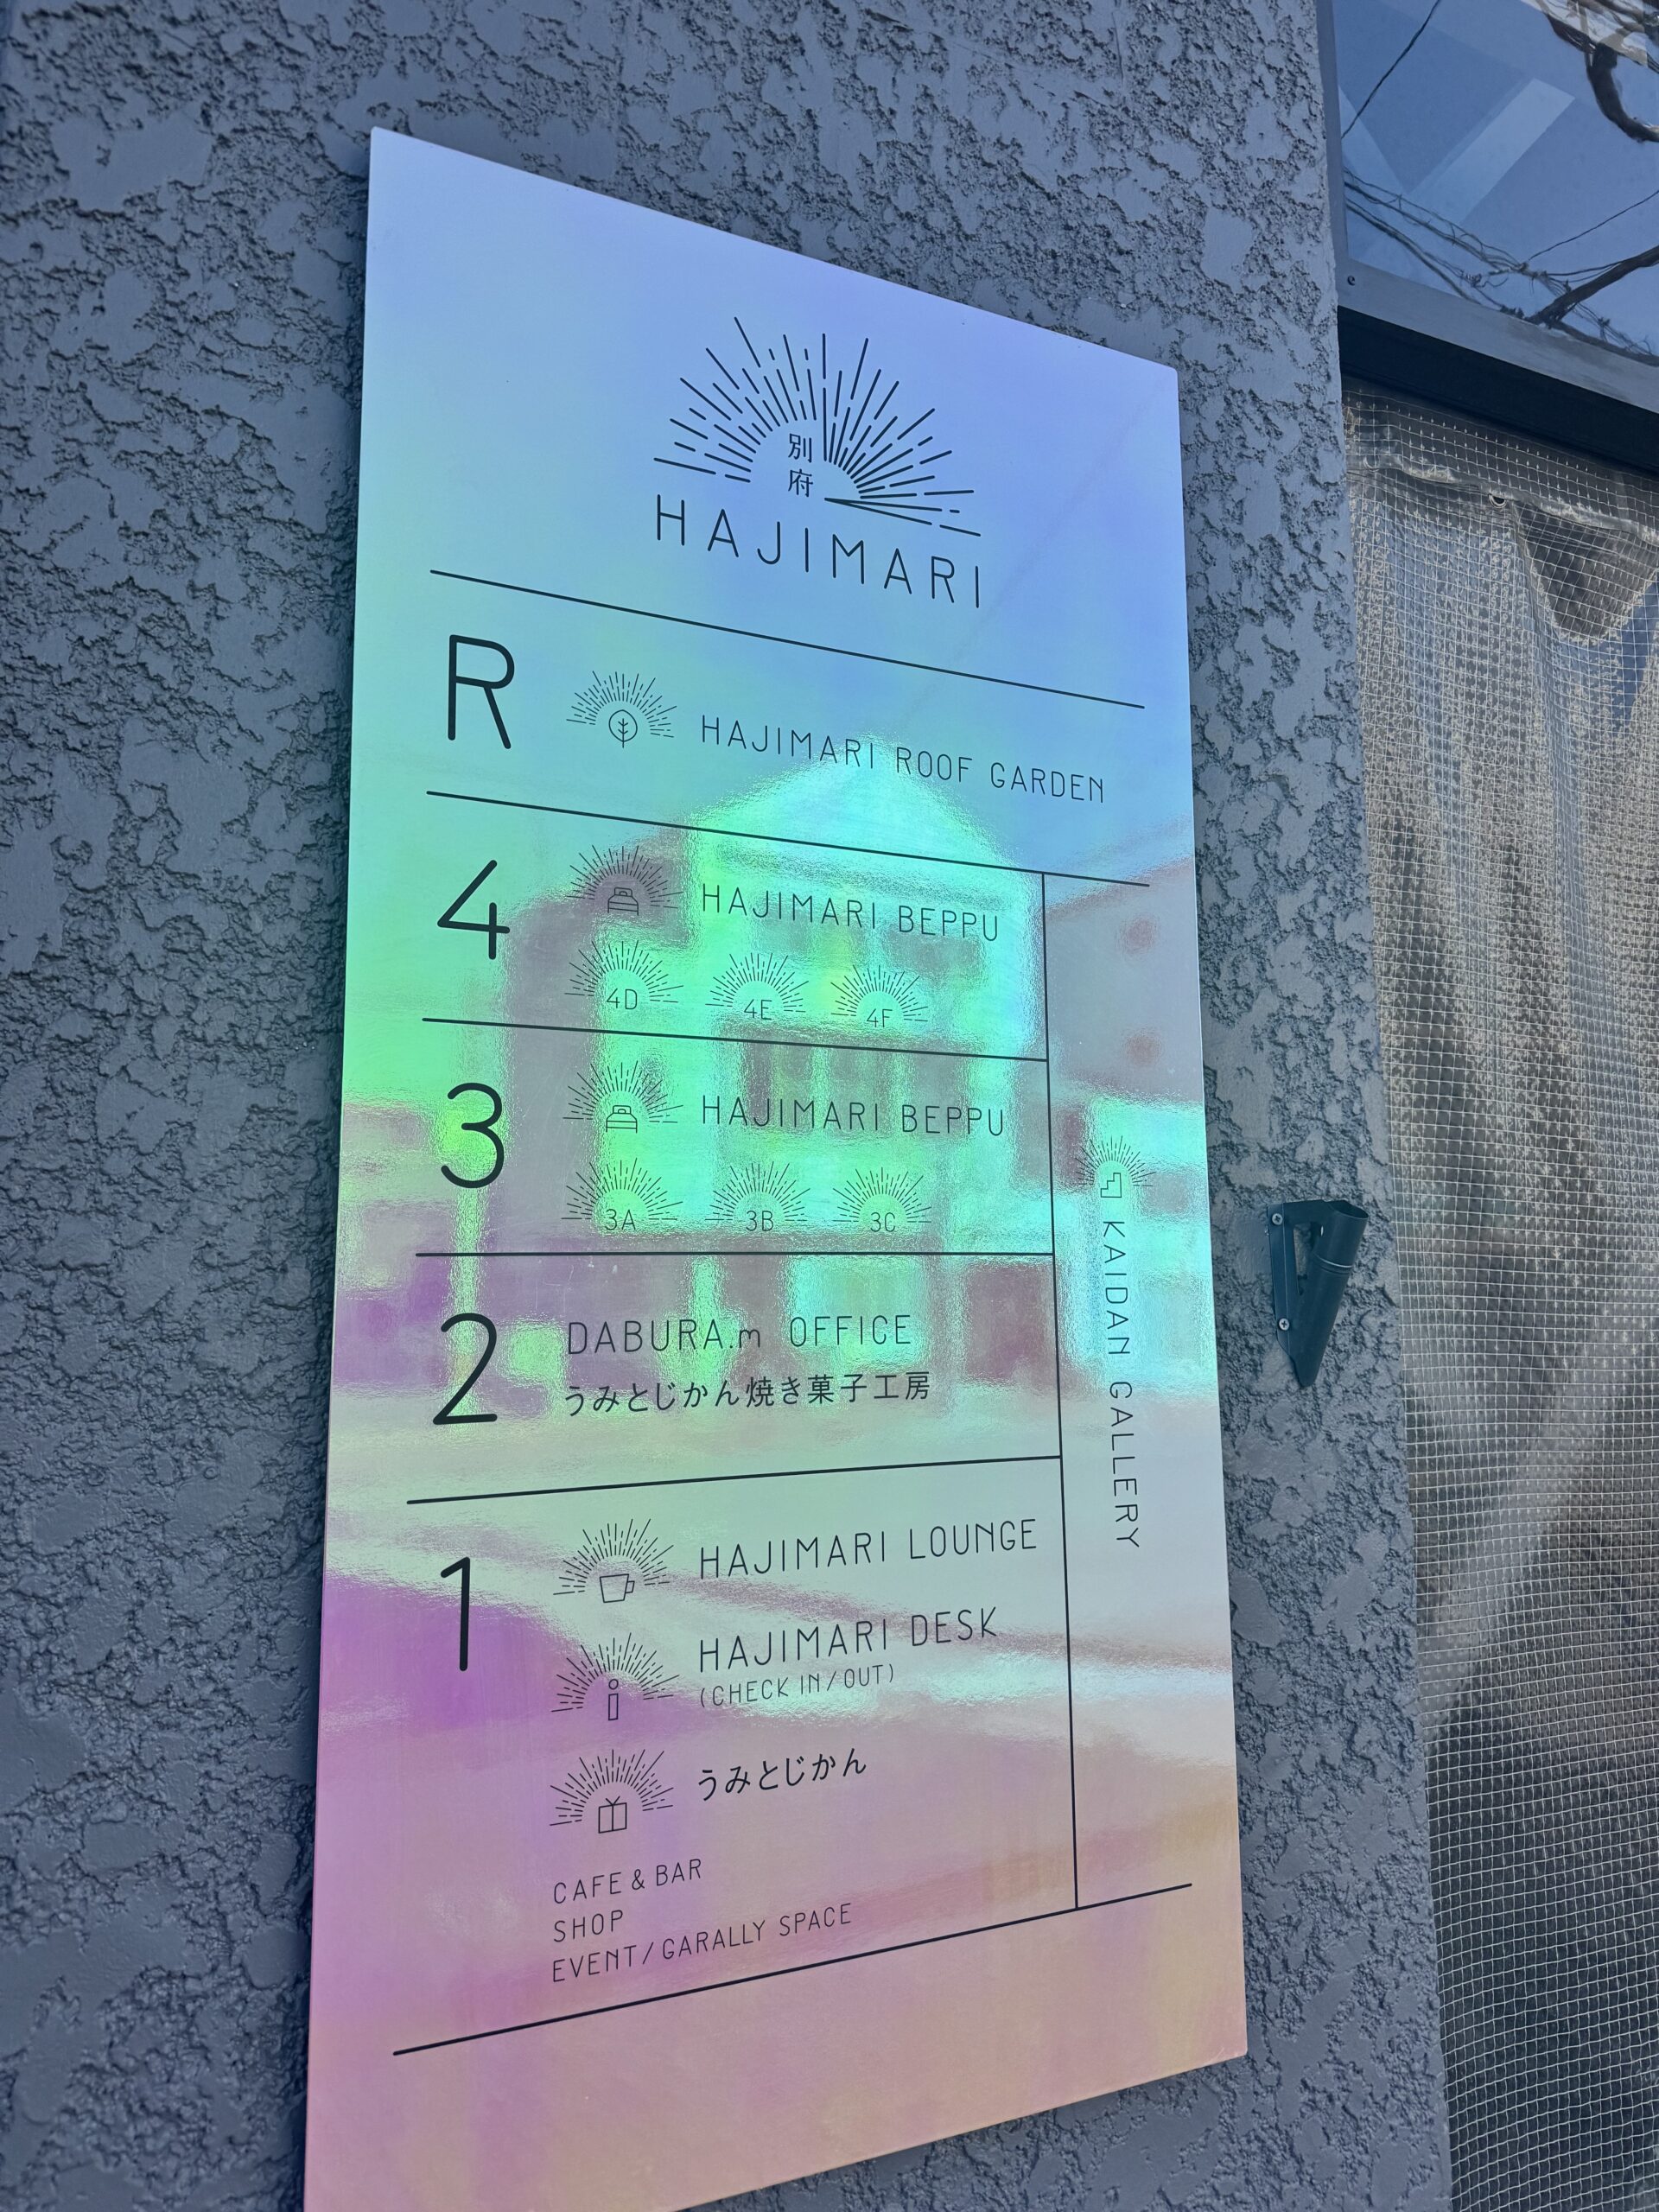 別府
HAJIMARI
R
HAJIMARI ROOF GARDEN
4
HAJIMARI BEPPU
4D 4E 4F
3
HAJIMARI BEPPU
3A 3B 3C
2
DABURA.m OFFICE
うみとじかん焼き菓子工房
1
HAJIMARI LOUNGE
HAJIMARI DESK
(CHECK IN/OUT)
うみとじかん
CAFE & BAR
SHOP
EVENT/GARALLY SPACE
KAIDAN GALLERY